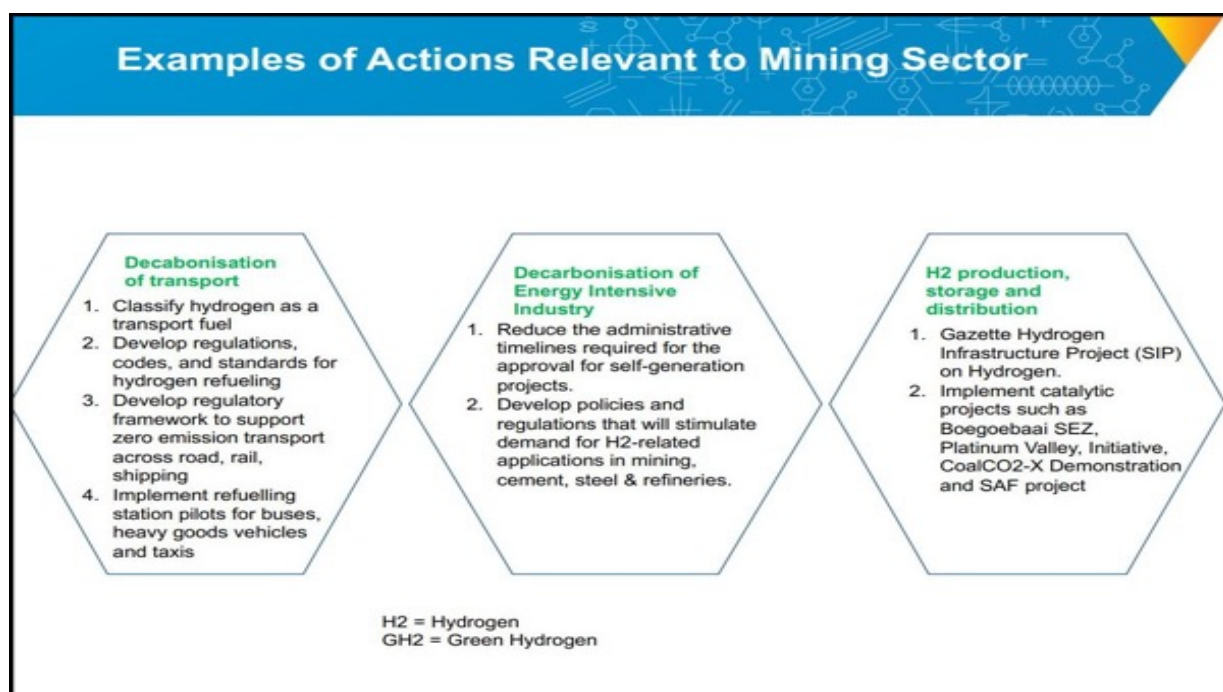 Examples of Actions Relevant to Mining Sector
Decabonisation
of transport
1. Classify hydrogen as a
transport fuel
2. Develop regulations,
codes, and standards for
hydrogen refueling
3. Develop regulatory
framework to support
zero emission transport
across road, rail,
shipping
4. Implement refuelling
station pilots for buses,
heavy goods vehicles
and taxis
Decarbonisation of
Energy Intensive
Industry
1. Reduce the administrative
timelines required for the
approval for self-generation
projects.
2. Develop policies and
regulations that will stimulate
demand for H2-related
applications in mining,
cement, steel & refineries.
H2 production,
storage and
distribution
1. Gazette Hydrogen
Infrastructure Project (SIP)
on Hydrogen.
2. Implement catalytic
projects such as
Boegoebaai SEZ,
Platinum Valley, Initiative,
CoalCO2-X Demonstration
and SAF project
H2 = Hydrogen
GH2 = Green Hydrogen